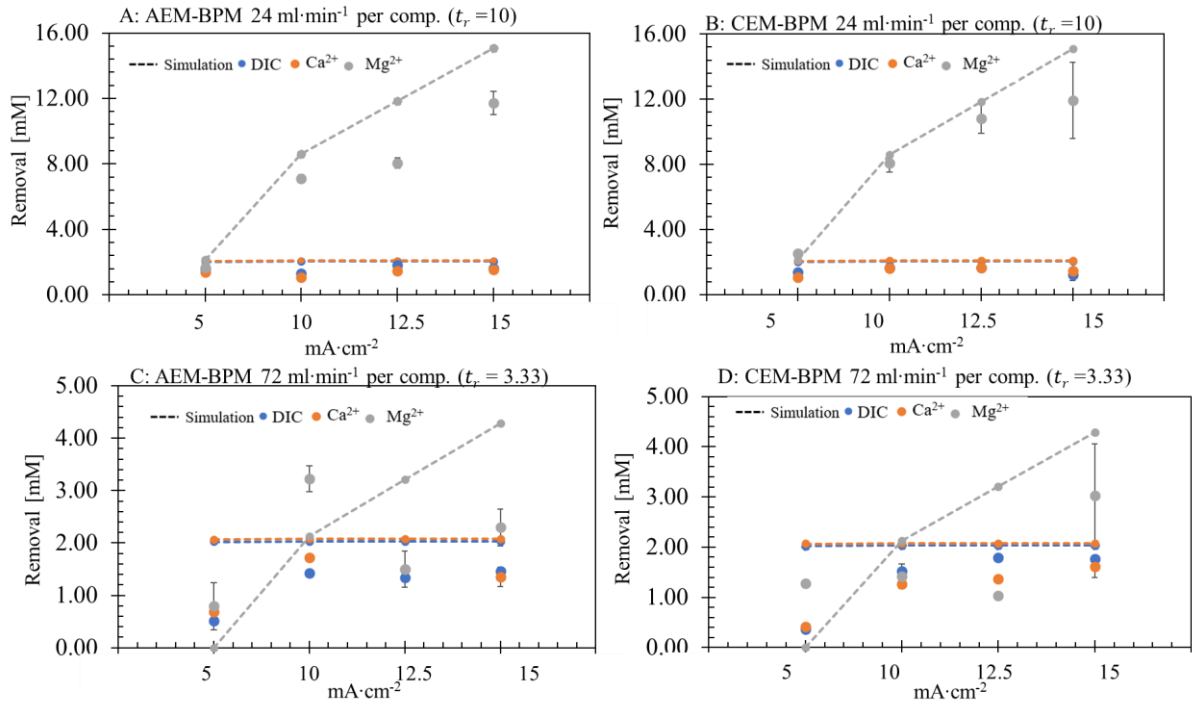 A: AEM-BPM 24 ml·min⁻¹ per comp. (tᵣ =10)
16.00
Simulation DIC Ca²⁺ Mg²⁺
12.00
8.00
4.00
0.00
Removal [mM]
5 10 12.5 15
mA·cm⁻²
B: CEM-BPM 24 ml·min⁻¹ per comp. (tᵣ =10)
16.00
Simulation DIC Ca²⁺ Mg²⁺
12.00
8.00
4.00
0.00
Removal [mM]
5 10 12.5 15
mA·cm⁻²
C: AEM-BPM 72 ml·min⁻¹ per comp. (tᵣ = 3.33)
5.00
Simulation DIC Ca²⁺ Mg²⁺
4.00
3.00
2.00
1.00
0.00
Removal [mM]
5 10 12.5 15
mA·cm⁻²
D: CEM-BPM 72 ml·min⁻¹ per comp. (tᵣ =3.33)
5.00
Simulation DIC Ca²⁺ Mg²⁺
4.00
3.00
2.00
1.00
0.00
Removal [mM]
5 10 12.5 15
mA·cm⁻²